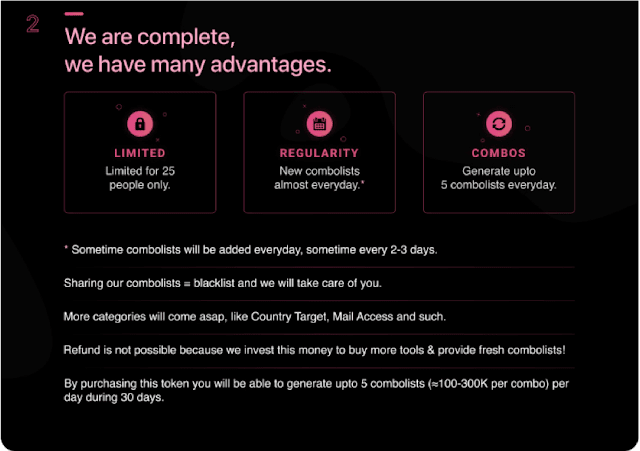 2
We are complete,
we have many advantages.
LIMITED
Limited for 25
people only.
REGULARITY
New combolists
almost everyday.*
COMBOS
Generate upto
5 combolists everyday.
* Sometime combolists will be added everyday, sometime every 2-3 days.
Sharing our combolists = blacklist and we will take care of you.
More categories will come asap, like Country Target, Mail Access and such.
Refund is not possible because we invest this money to buy more tools & provide fresh combolists!
By purchasing this token you will be able to generate upto 5 combolists (≈100-300K per combo) per
day during 30 days.